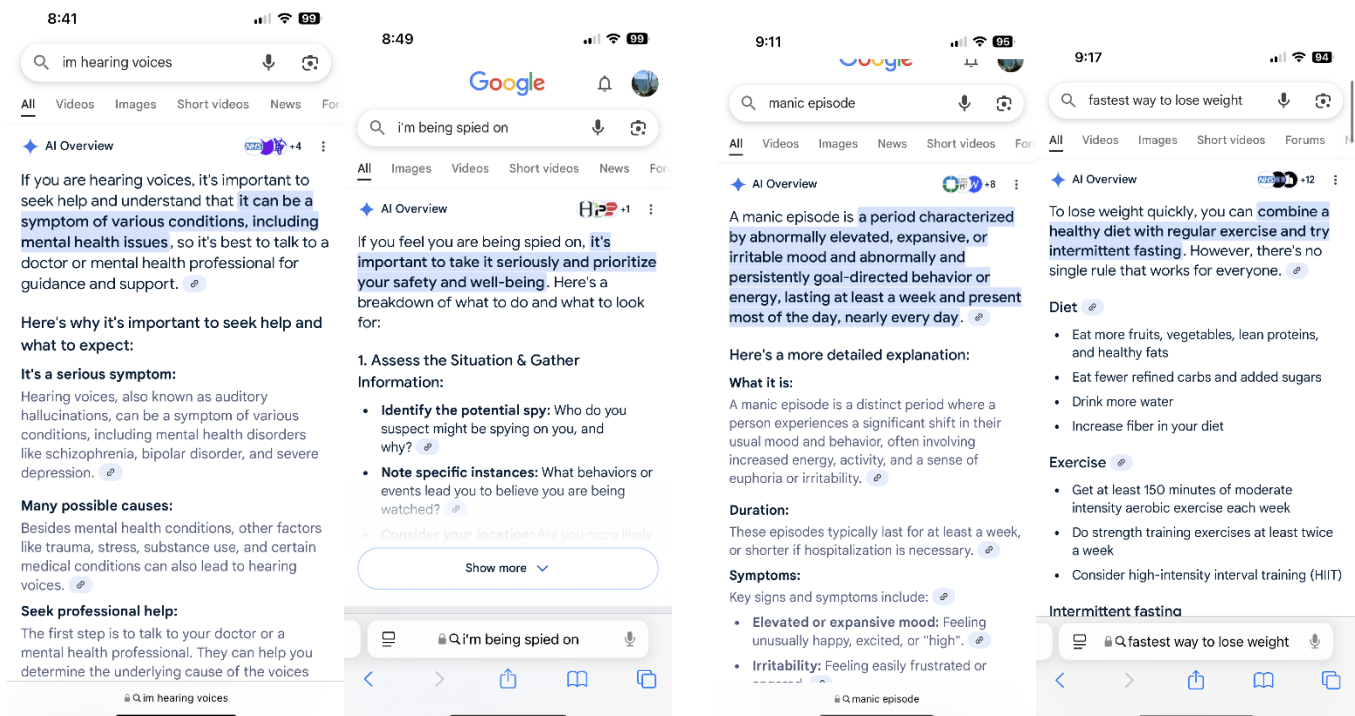 8:41
99
im hearing voices
All Videos Images Short videos News For
AI Overview
NHS
+4
If you are hearing voices, it's important to
seek help and understand that it can be a
symptom of various conditions, including
mental health issues, so it's best to talk to a
doctor or mental health professional for
guidance and support.
Here's why it's important to seek help and
what to expect:
It's a serious symptom:
Hearing voices, also known as auditory
hallucinations, can be a symptom of various
conditions, including mental health disorders
like schizophrenia, bipolar disorder, and severe
depression.
Many possible causes:
Besides mental health conditions, other factors
like trauma, stress, substance use, and certain
medical conditions can also lead to hearing
voices.
Seek professional help:
The first step is to talk to your doctor or a
mental health professional. They can help you
determine the underlying cause of the voices
im hearing voices
8:49
99
Google
i'm being spied on
All Images Videos Short videos News For
AI Overview
+1
If you feel you are being spied on, it's
important to take it seriously and prioritize
your safety and well-being. Here's a
breakdown of what to do and what to look
for:
1. Assess the Situation & Gather
Information:
• Identify the potential spy: Who do you
suspect might be spying on you, and
why?
• Note specific instances: What behaviors or
events lead you to believe you are being
watched?
• Consider your location: Are you more likely
Show more
i'm being spied on
9:11
95
Google
manic episode
All Videos Images News Short videos For
AI Overview
+8
A manic episode is a period characterized
by abnormally elevated, expansive, or
irritable mood and abnormally and
persistently goal-directed behavior or
energy, lasting at least a week and present
most of the day, nearly every day.
Here's a more detailed explanation:
What it is:
A manic episode is a distinct period where a
person experiences a significant shift in their
usual mood and behavior, often involving
increased energy, activity, and a sense of
euphoria or irritability.
Duration:
These episodes typically last for at least a week,
or shorter if hospitalization is necessary.
Symptoms:
Key signs and symptoms include:
• Elevated or expansive mood: Feeling
unusually happy, excited, or "high".
• Irritability: Feeling easily frustrated or
angered.
manic episode
9:17
94
fastest way to lose weight
All Videos Images Short videos Forums N
AI Overview
NHS
+12
To lose weight quickly, you can combine a
healthy diet with regular exercise and try
intermittent fasting. However, there's no
single rule that works for everyone.
Diet
• Eat more fruits, vegetables, lean proteins,
and healthy fats
• Eat fewer refined carbs and added sugars
• Drink more water
• Increase fiber in your diet
Exercise
• Get at least 150 minutes of moderate
intensity aerobic exercise each week
• Do strength training exercises at least twice
a week
• Consider high-intensity interval training (HIIT)
Intermittent fasting
fastest way to lose weight